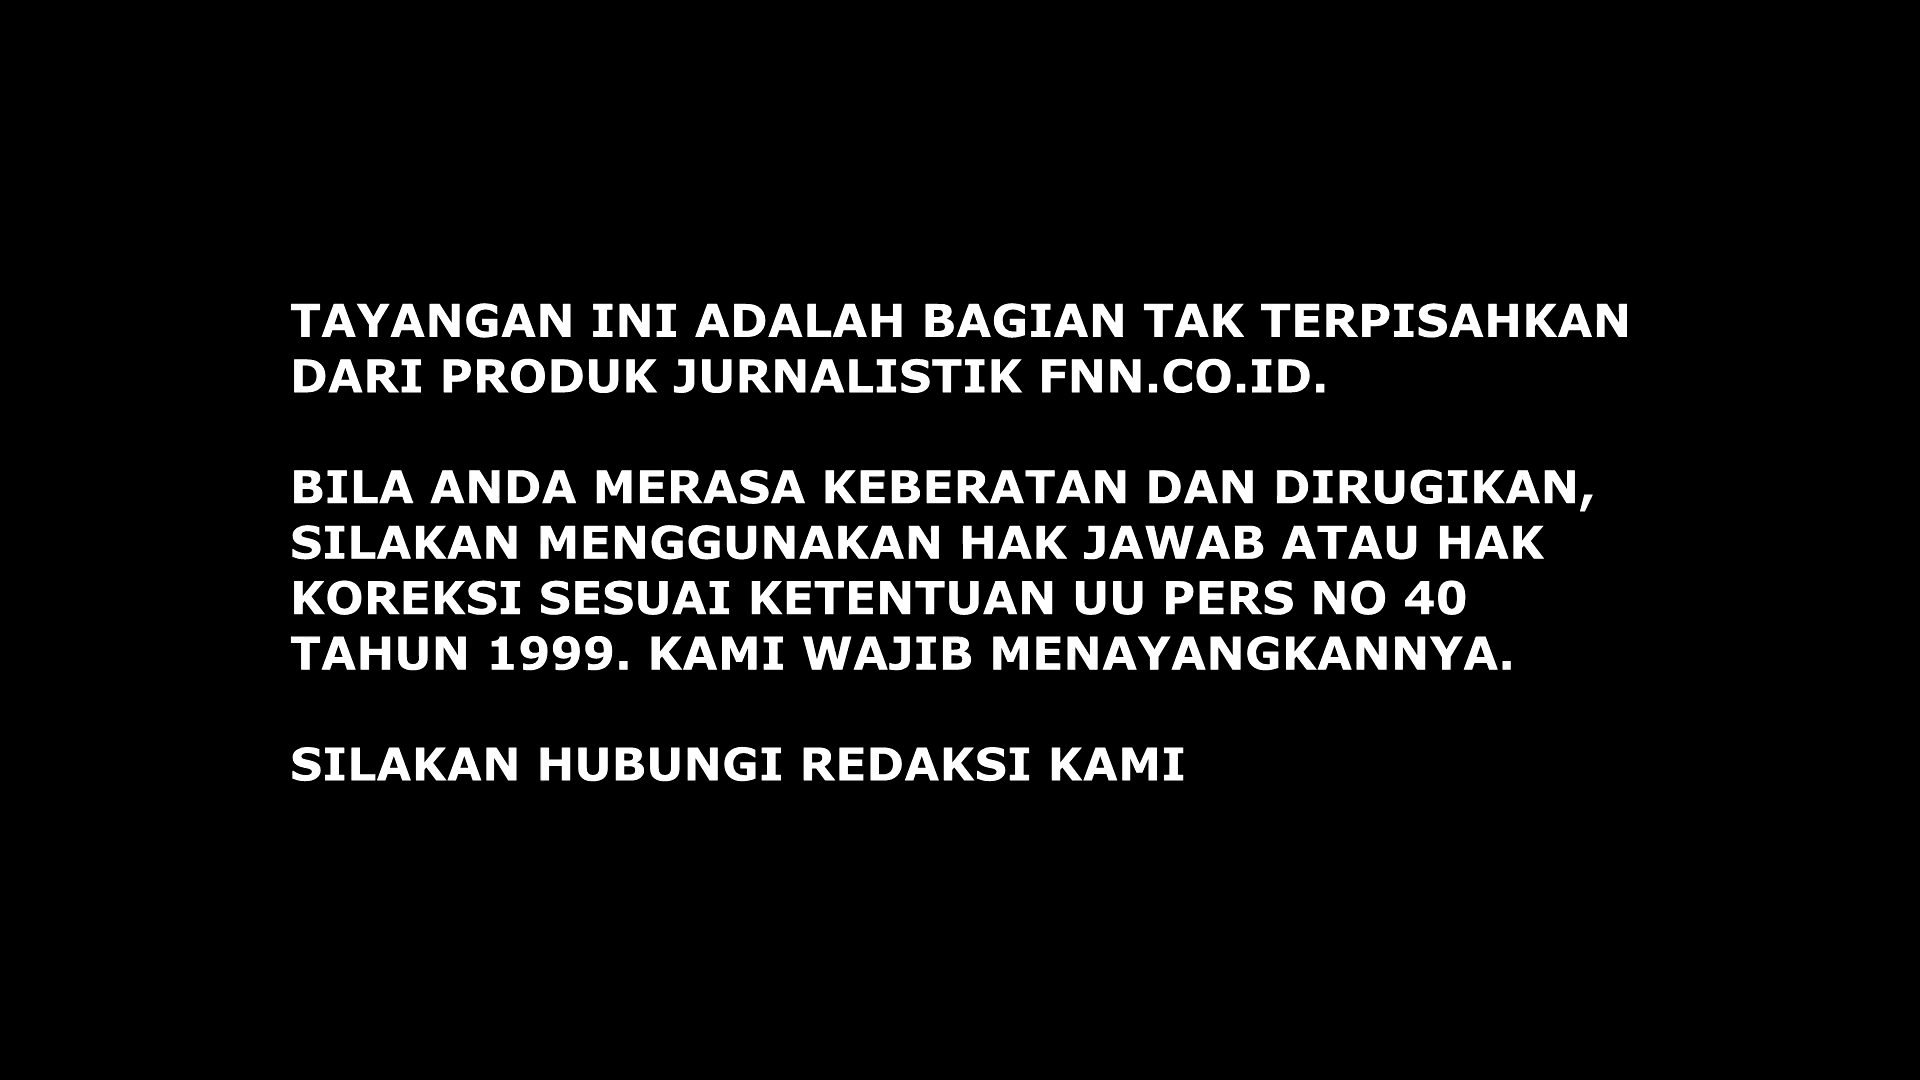 TAYANGAN INI ADALAH BAGIAN TAK TERPISAHKAN
DARI PRODUK JURNALISTIK FNN.CO.ID.
BILA ANDA MERASA KEBERATAN DAN DIRUGIKAN,
SILAKAN MENGGUNAKAN HAK JAWAB ATAU HAK
KOREKSI SESUAI KETENTUAN UU PERS NO 40
TAHUN 1999. KAMI WAJIB MENAYANGKANNYA.
SILAKAN HUBUNGI REDAKSI KAMI